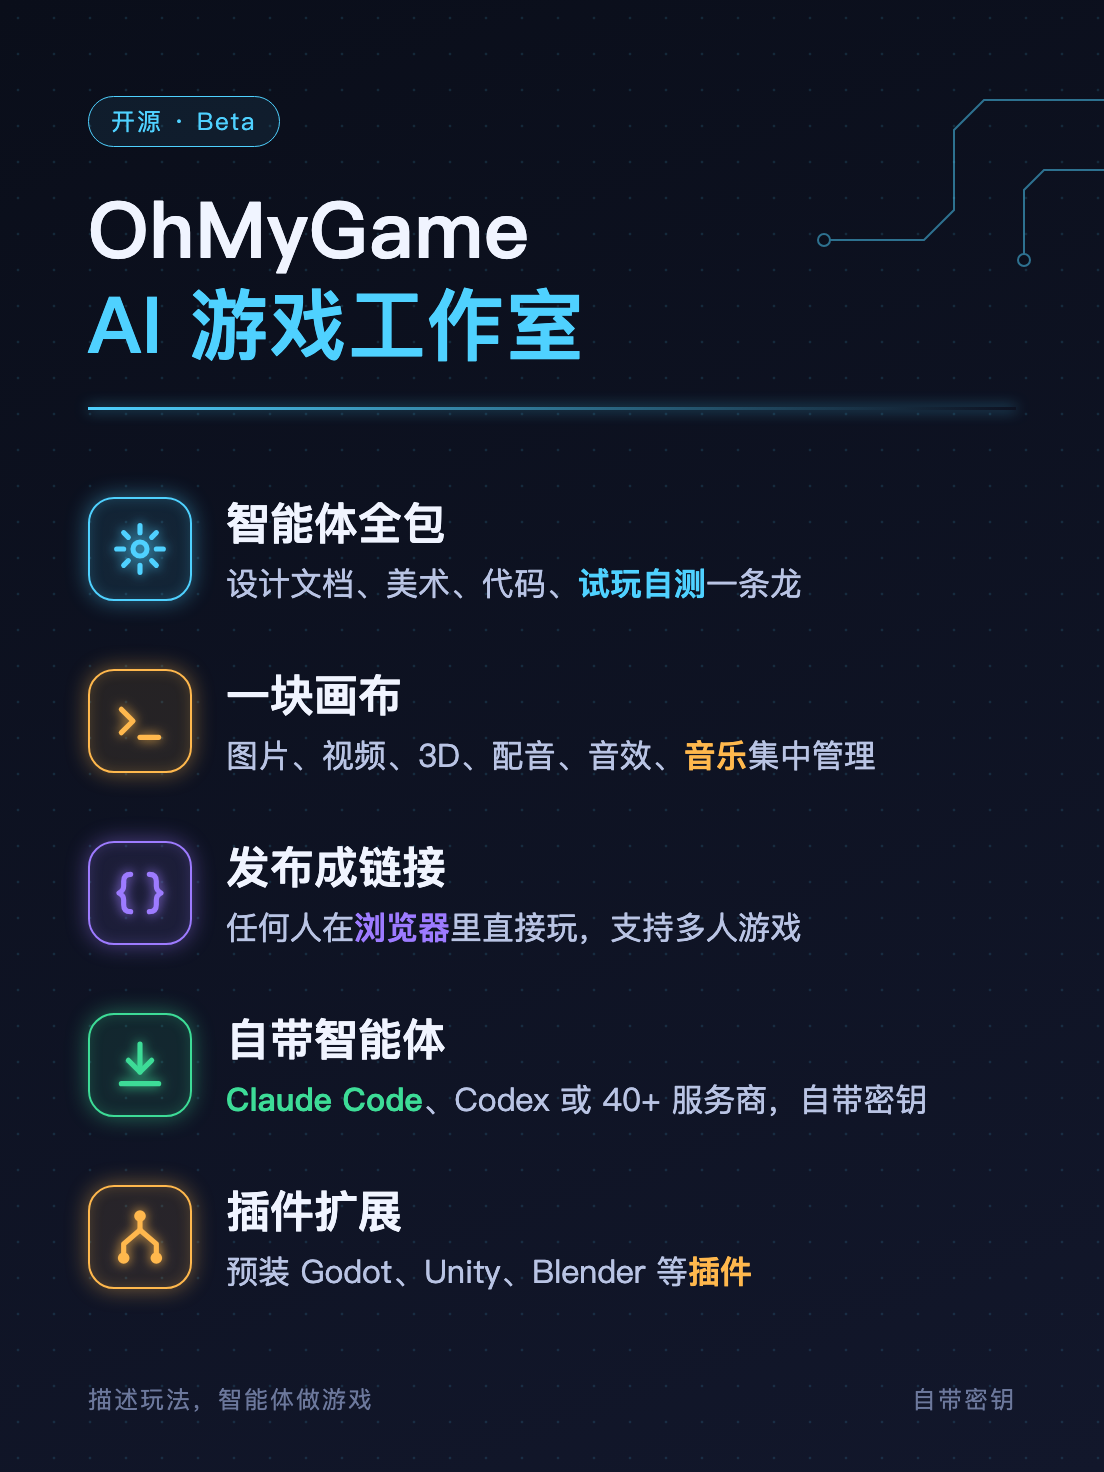 开源 · Beta
OhMyGame
AI 游戏工作室
智能体全包
设计文档、美术、代码、试玩自测一条龙
一块画布
图片、视频、3D、配音、音效、音乐集中管理
发布成链接
任何人在浏览器里直接玩，支持多人游戏
自带智能体
Claude Code、Codex 或 40+ 服务商，自带密钥
插件扩展
预装 Godot、Unity、Blender 等插件
描述玩法，智能体做游戏
自带密钥